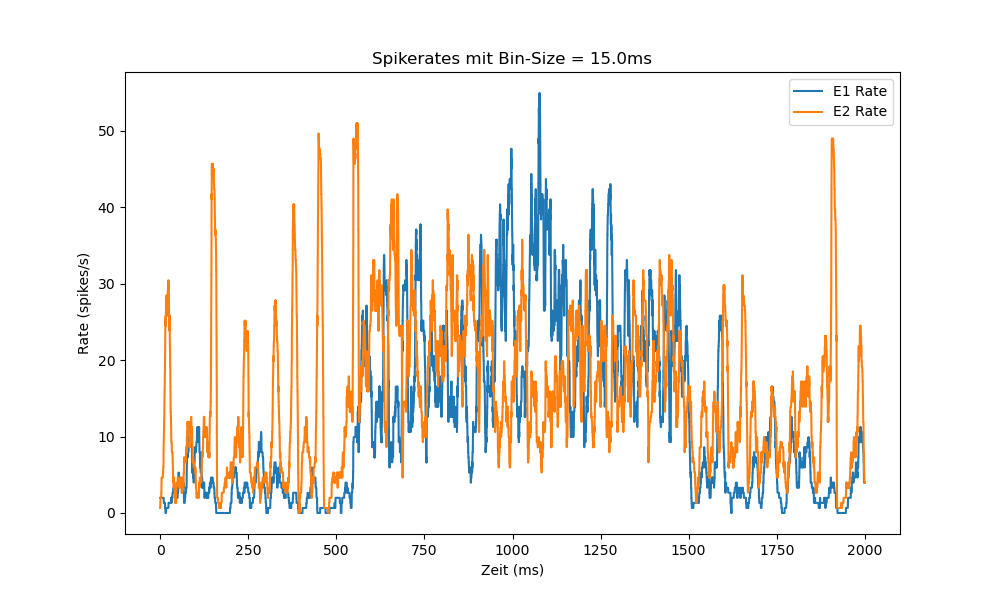 Spikerates mit Bin-Size = 15.0ms
E1 Rate
E2 Rate
Rate (spikes/s)
50
40
30
20
10
0
0 250 500 750 1000 1250 1500 1750 2000
Zeit (ms)